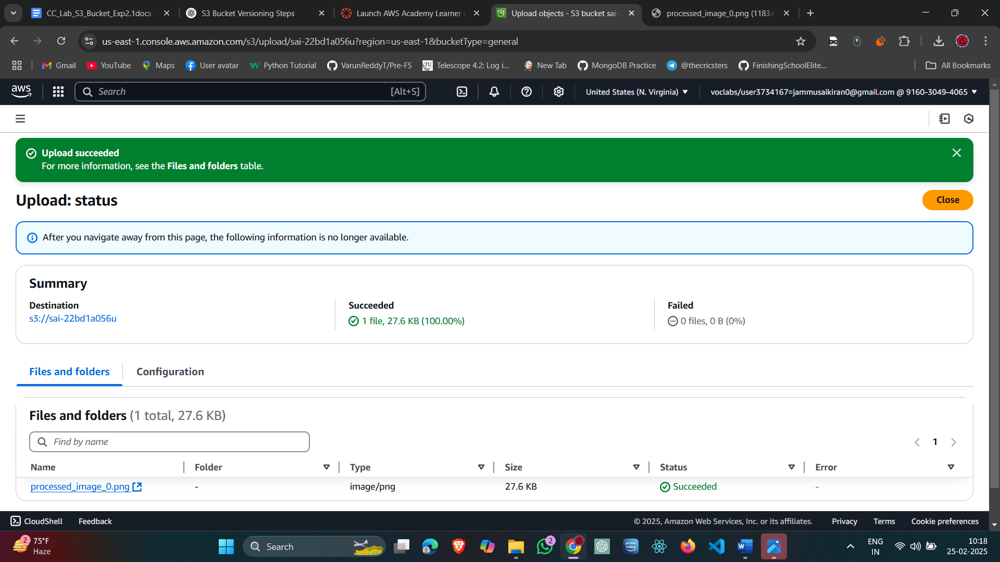 CC_Lab_S3_Bucket_Exp2.1docx
S3 Bucket Versioning Steps
Launch AWS Academy Learner
Upload objects - S3 bucket sai-
processed_image_0.png (1183×
us-east-1.console.aws.amazon.com/s3/upload/sai-22bd1a056u?region=us-east-1&bucketType=general
Gmail
YouTube
Maps
User avatar
Python Tutorial
VarunReddyT/Pre-FS
Telescope 4.2: Log i...
New Tab
MongoDB Practice
@thecricsters
FinishingSchoolElite...
All Bookmarks
aws
Search
[Alt+S]
United States (N. Virginia)
voclabs/user3734167=jammusaikiran0@gmail.com @ 9160-3049-4065
Upload succeeded
For more information, see the Files and folders table.
Upload: status
Close
After you navigate away from this page, the following information is no longer available.
Summary
Destination
s3://sai-22bd1a056u
Succeeded
1 file, 27.6 KB (100.00%)
Failed
0 files, 0 B (0%)
Files and folders
Configuration
Files and folders (1 total, 27.6 KB)
Find by name
1
Name
Folder
Type
Size
Status
Error
processed_image_0.png
-
image/png
27.6 KB
Succeeded
-
CloudShell
Feedback
© 2025, Amazon Web Services, Inc. or its affiliates.
Privacy
Terms
Cookie preferences
2
75°F
Haze
Search
2
prime video
ENG
IN
10:18
25-02-2025